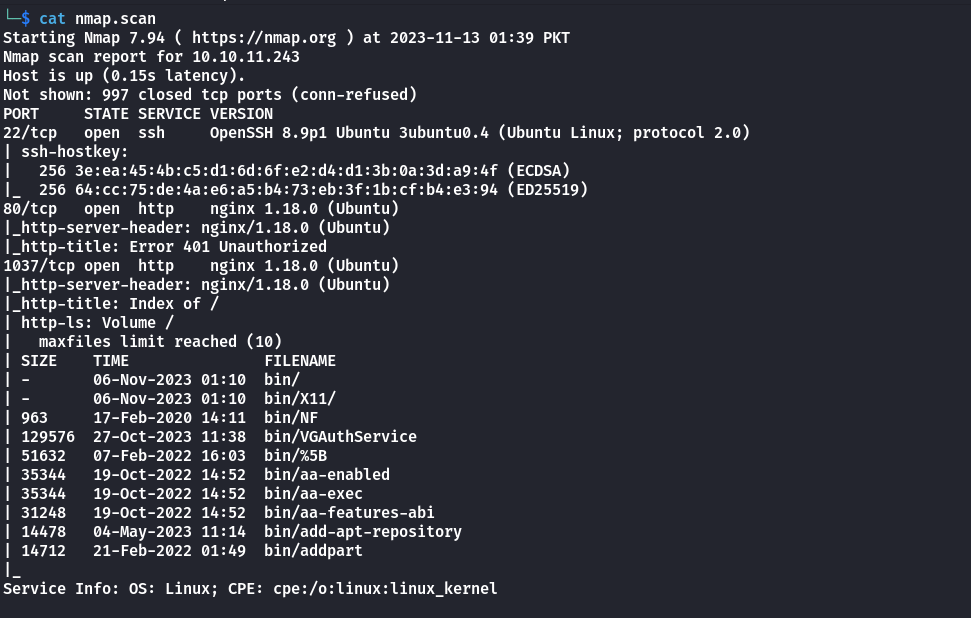 └─$ cat nmap.scan
Starting Nmap 7.94 ( https://nmap.org ) at 2023-11-13 01:39 PKT
Nmap scan report for 10.10.11.243
Host is up (0.15s latency).
Not shown: 997 closed tcp ports (conn-refused)
PORT     STATE SERVICE VERSION
22/tcp   open  ssh     OpenSSH 8.9p1 Ubuntu 3ubuntu0.4 (Ubuntu Linux; protocol 2.0)
| ssh-hostkey:
|   256 3e:ea:45:4b:c5:d1:6d:6f:e2:d4:d1:3b:0a:3d:a9:4f (ECDSA)
|_  256 64:cc:75:de:4a:e6:a5:b4:73:eb:3f:1b:cf:b4:e3:94 (ED25519)
80/tcp   open  http    nginx 1.18.0 (Ubuntu)
|_http-server-header: nginx/1.18.0 (Ubuntu)
|_http-title: Error 401 Unauthorized
1037/tcp open  http    nginx 1.18.0 (Ubuntu)
|_http-server-header: nginx/1.18.0 (Ubuntu)
|_http-title: Index of /
| http-ls: Volume /
|   maxfiles limit reached (10)
| SIZE    TIME               FILENAME
| -       06-Nov-2023 01:10  bin/
| -       06-Nov-2023 01:10  bin/X11/
| 963     17-Feb-2020 14:11  bin/NF
| 129576  27-Oct-2023 11:38  bin/VGAuthService
| 51632   07-Feb-2022 16:03  bin/%5B
| 35344   19-Oct-2022 14:52  bin/aa-enabled
| 35344   19-Oct-2022 14:52  bin/aa-exec
| 31248   19-Oct-2022 14:52  bin/aa-features-abi
| 14478   04-May-2023 11:14  bin/add-apt-repository
| 14712   21-Feb-2022 01:49  bin/addpart
|_
Service Info: OS: Linux; CPE: cpe:/o:linux:linux_kernel